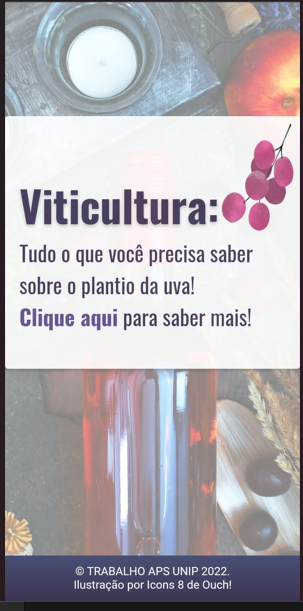 Viticultura:
Tudo o que você precisa saber
sobre o plantio da uva!
Clique aqui para saber mais!
© TRABALHO APS UNIP 2022.
Ilustração por Icons 8 de Ouch!